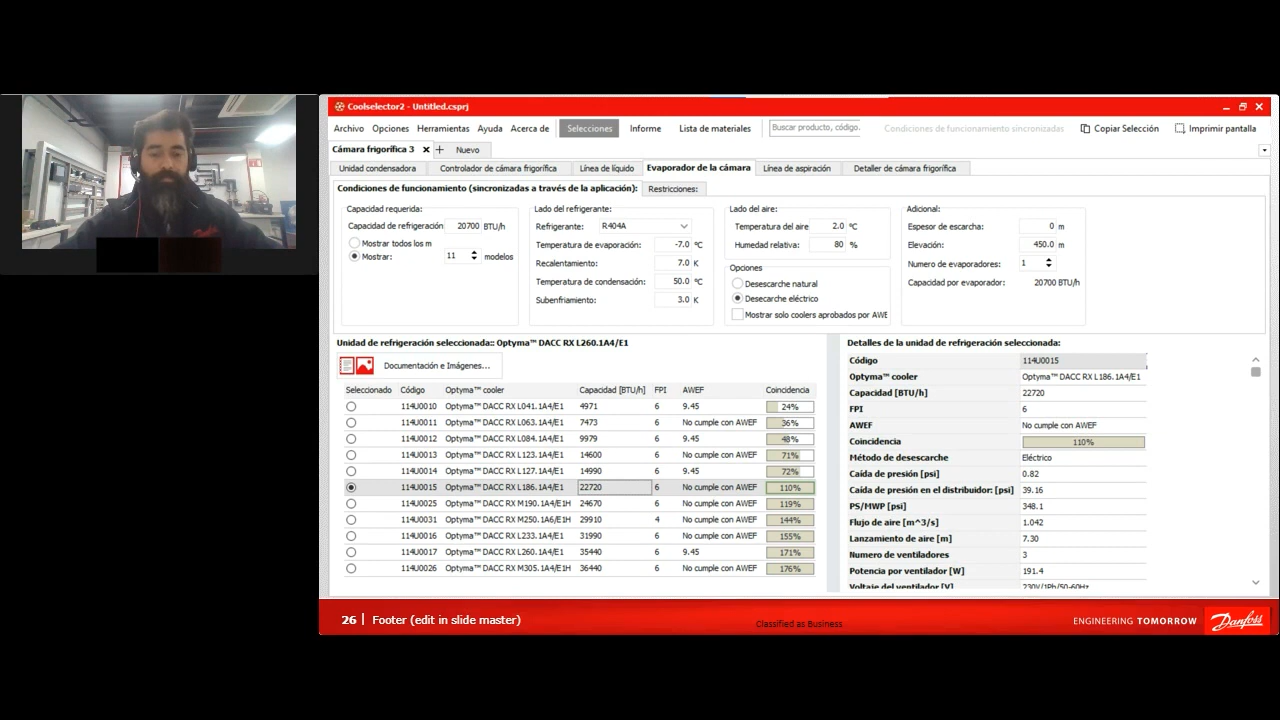 Coolselector2 - Untitled.csprj
Archivo Opciones Herramientas Ayuda Acerca de Selecciones Informe Lista de materiales Buscar producto, código. Condiciones de funcionamiento sincronizadas Copiar Selección Imprimir pantalla
Cámara frigorífica 3 Nuevo
Unidad condensadora Controlador de cámara frigorífica Línea de líquido Evaporador de la cámara Línea de aspiración Detaller de cámara frigorífica
Condiciones de funcionamiento (sincronizadas a través de la aplicación): Restricciones:
Capacidad requerida:
Capacidad de refrigeración 20700 BTU/h
Mostrar todos los m
Mostrar: 11 modelos
Lado del refrigerante:
Refrigerante: R404A
Temperatura de evaporación: -7.0 °C
Recalentamiento: 7.0 K
Temperatura de condensación: 50.0 °C
Subenfriamiento: 3.0 K
Lado del aire:
Temperatura del aire 2.0 °C
Humedad relativa: 80 %
Opciones
Desescarche natural
Desecarche eléctrico
Mostrar solo coolers aprobados por AWE
Adicional:
Espesor de escarcha: 0 m
Elevación: 450.0 m
Numero de evaporadores: 1
Capacidad por evaporador: 20700 BTU/h
Unidad de refrigeración seleccionada:: Optyma™ DACC RX L260.1A4/E1
Documentación e Imágenes...
Seleccionado Código Optyma™ cooler Capacidad [BTU/h] FPI AWEF Coincidencia
114U0010 Optyma™ DACC RX L041.1A4/E1 4971 6 9.45 24%
114U0011 Optyma™ DACC RX L063.1A4/E1 7473 6 No cumple con AWEF 36%
114U0012 Optyma™ DACC RX L084.1A4/E1 9979 6 9.45 48%
114U0013 Optyma™ DACC RX L123.1A4/E1 14600 6 No cumple con AWEF 71%
114U0014 Optyma™ DACC RX L127.1A4/E1 14990 6 9.45 72%
114U0015 Optyma™ DACC RX L186.1A4/E1 22720 6 No cumple con AWEF 110%
114U0025 Optyma™ DACC RX M190.1A4/E1H 24670 6 No cumple con AWEF 119%
114U0031 Optyma™ DACC RX M250.1A6/E1H 29910 4 No cumple con AWEF 144%
114U0016 Optyma™ DACC RX L233.1A4/E1 31990 6 No cumple con AWEF 155%
114U0017 Optyma™ DACC RX L260.1A4/E1 35440 6 9.45 171%
114U0026 Optyma™ DACC RX M305.1A4/E1H 36440 6 No cumple con AWEF 176%
Detalles de la unidad de refrigeración seleccionada:
Código 114U0015
Optyma™ cooler Optyma™ DACC RX L186.1A4/E1
Capacidad [BTU/h] 22720
FPI 6
AWEF No cumple con AWEF
Coincidencia 110%
Método de desescarche Eléctrico
Caída de presión [psi] 0.82
Caída de presión en el distribuidor: [psi] 39.16
PS/MWP [psi] 348.1
Flujo de aire [m^3/s] 1.042
Lanzamiento de aire [m] 7.30
Numero de ventiladores 3
Potencia por ventilador [W] 191.4
Voltaje del ventilador [V] 230V/1Ph/50-60Hz
26 | Footer (edit in slide master)
Classified as Business
ENGINEERING TOMORROW
Danfoss